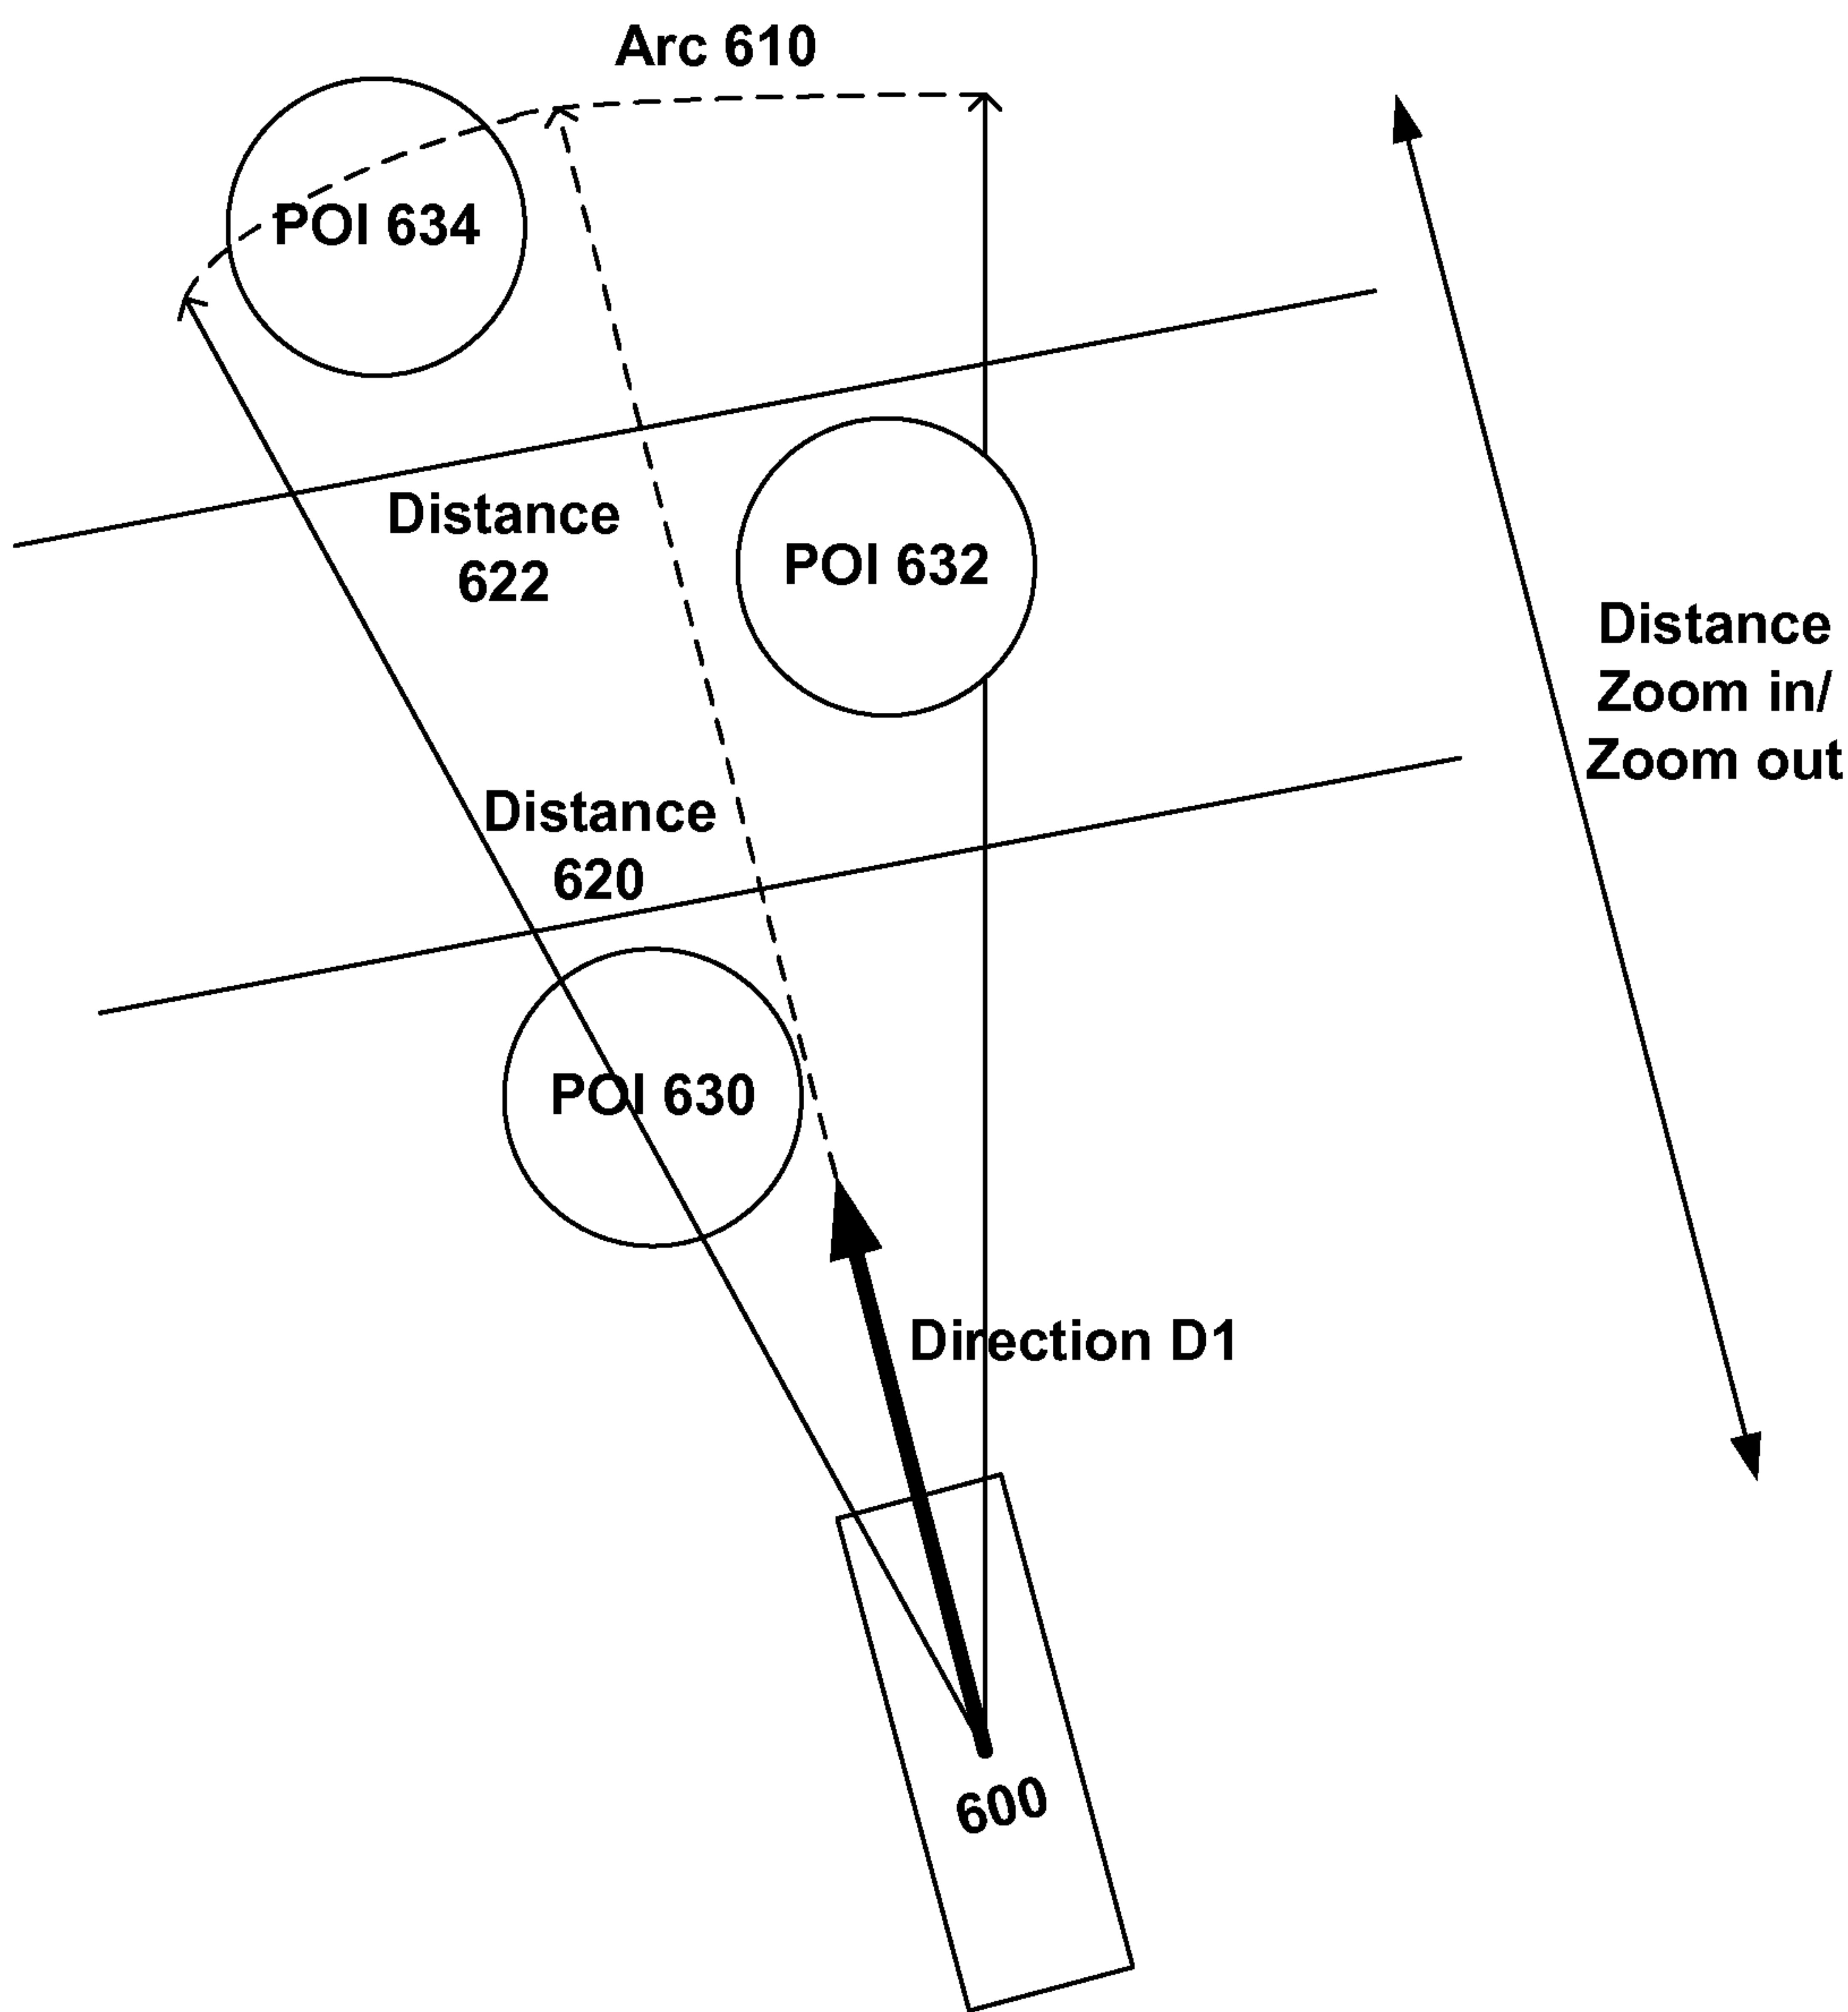 Arc 610
POI 634
Distance
622
POI 632
Distance
Zoom in/
Zoom out
Distance
620
POI 630
Direction D1
600